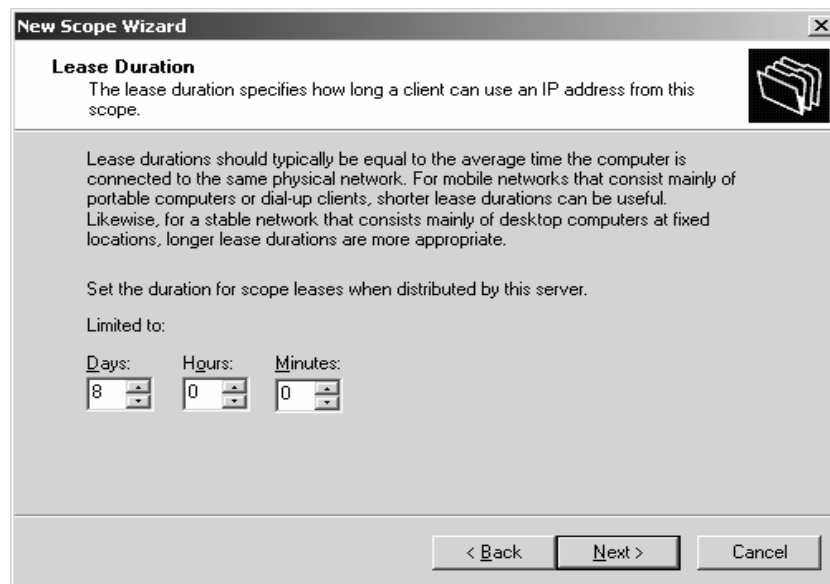 New Scope Wizard
Lease Duration
The lease duration specifies how long a client can use an IP address from this
scope.
Lease durations should typically be equal to the average time the computer is
connected to the same physical network. For mobile networks that consist mainly of
portable computers or dial-up clients, shorter lease durations can be useful.
Likewise, for a stable network that consists mainly of desktop computers at fixed
locations, longer lease durations are more appropriate.
Set the duration for scope leases when distributed by this server.
Limited to:
Days: Hours: Minutes:
8 0 0
< Back Next > Cancel